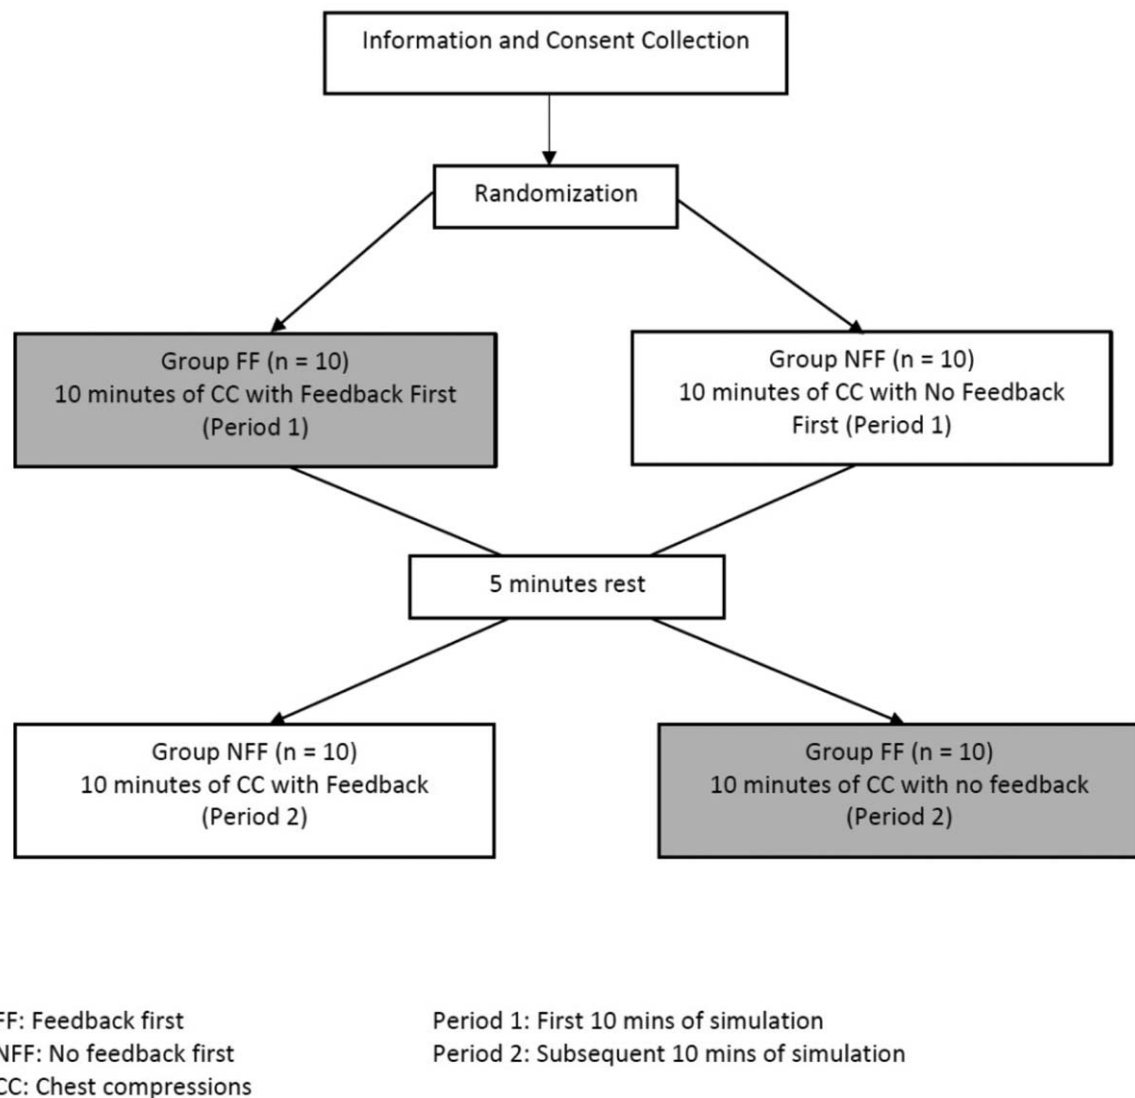 Information and Consent Collection
Randomization
Group FF (n = 10)
10 minutes of CC with Feedback First
(Period 1)
Group NFF (n = 10)
10 minutes of CC with No Feedback
First (Period 1)
5 minutes rest
Group NFF (n = 10)
10 minutes of CC with Feedback
(Period 2)
Group FF (n = 10)
10 minutes of CC with no feedback
(Period 2)
FF: Feedback first
NFF: No feedback first
CC: Chest compressions
Period 1: First 10 mins of simulation
Period 2: Subsequent 10 mins of simulation